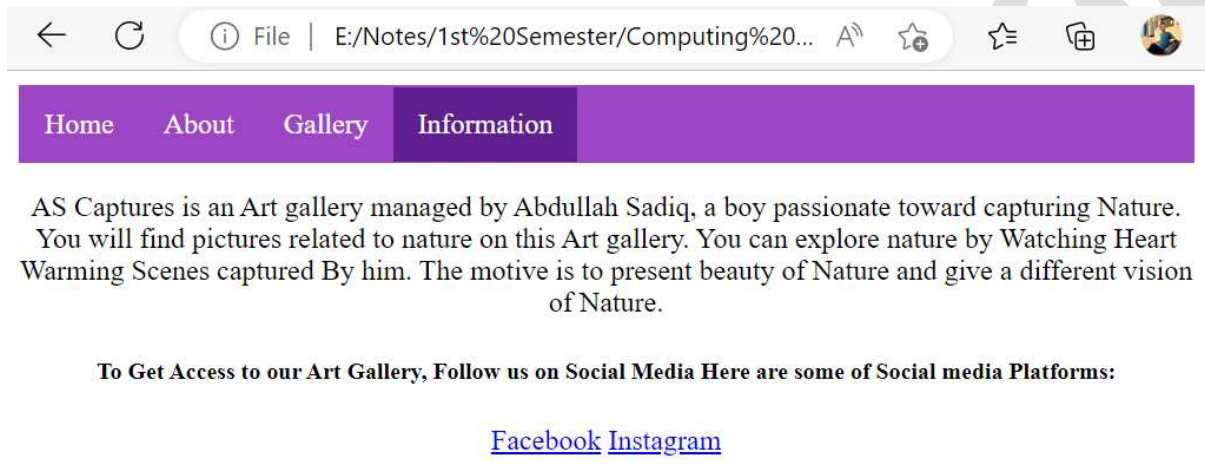 File | E:/Notes/1st%20Semester/Computing%20...
Home About Gallery Information
AS Captures is an Art gallery managed by Abdullah Sadiq, a boy passionate toward capturing Nature.
You will find pictures related to nature on this Art gallery. You can explore nature by Watching Heart
Warming Scenes captured By him. The motive is to present beauty of Nature and give a different vision
of Nature.
To Get Access to our Art Gallery, Follow us on Social Media Here are some of Social media Platforms:
Facebook Instagram